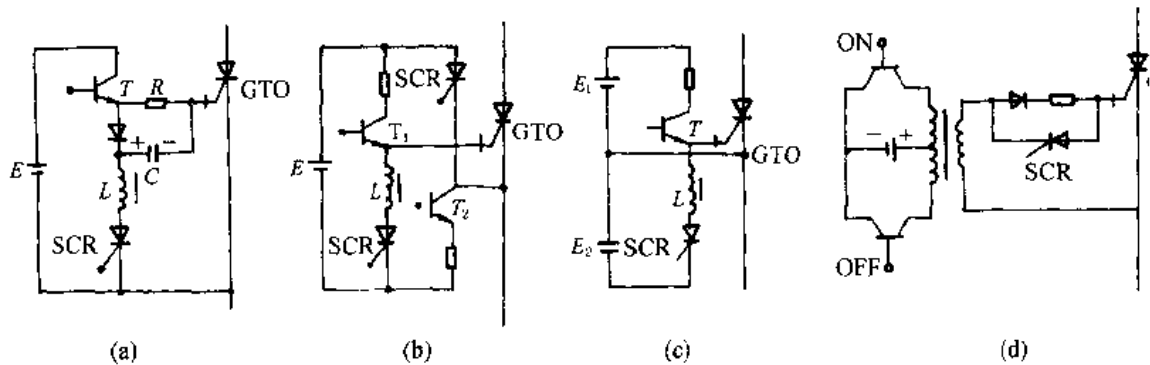 E
T
R
GTO
+
−
L
C
SCR
(a)
E
SCR
T₁
GTO
L
T₂
SCR
(b)
E₁
T
GTO
L
E₂
SCR
(c)
ON
−
+
SCR
OFF
(d)